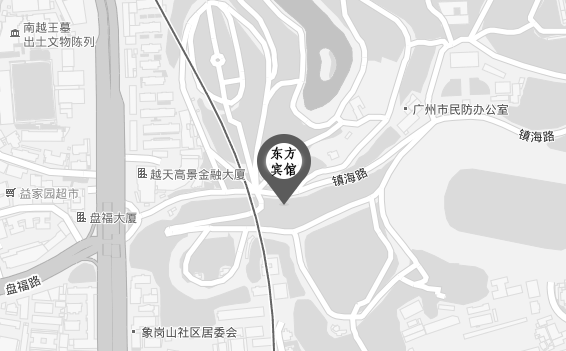 南越王墓
出土文物陈列
广州市民防办公室
镇海路
东方
宾馆
越天高景金融大厦
镇海路
益家园超市
盘福大厦
盘福路
象岗山社区居委会